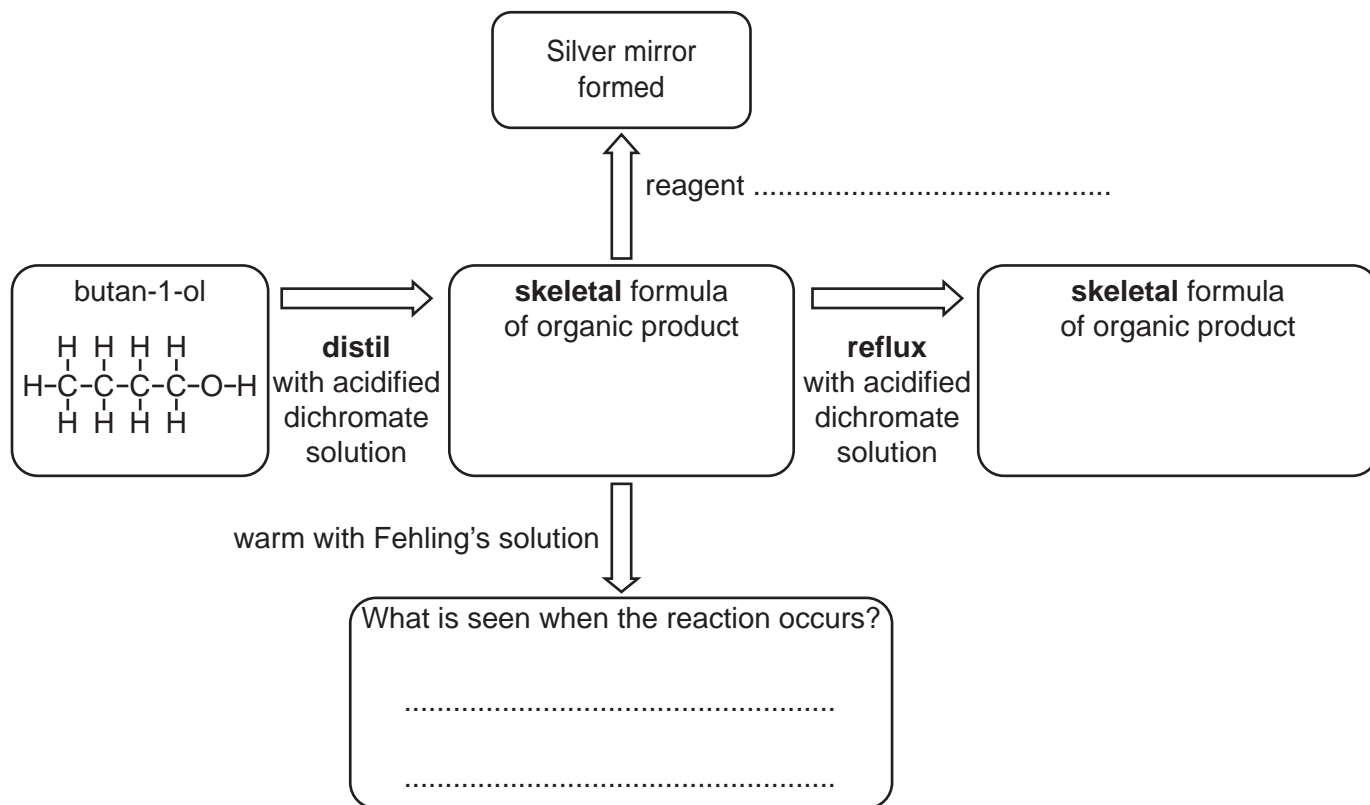 Silver mirror
formed
reagent ............................................
butan-1-ol
H H H H
H–C–C–C–C–O–H
H H H H
distil
with acidified
dichromate
solution
skeletal formula
of organic product
reflux
with acidified
dichromate
solution
skeletal formula
of organic product
warm with Fehling's solution
What is seen when the reaction occurs?
.....................................................
.....................................................